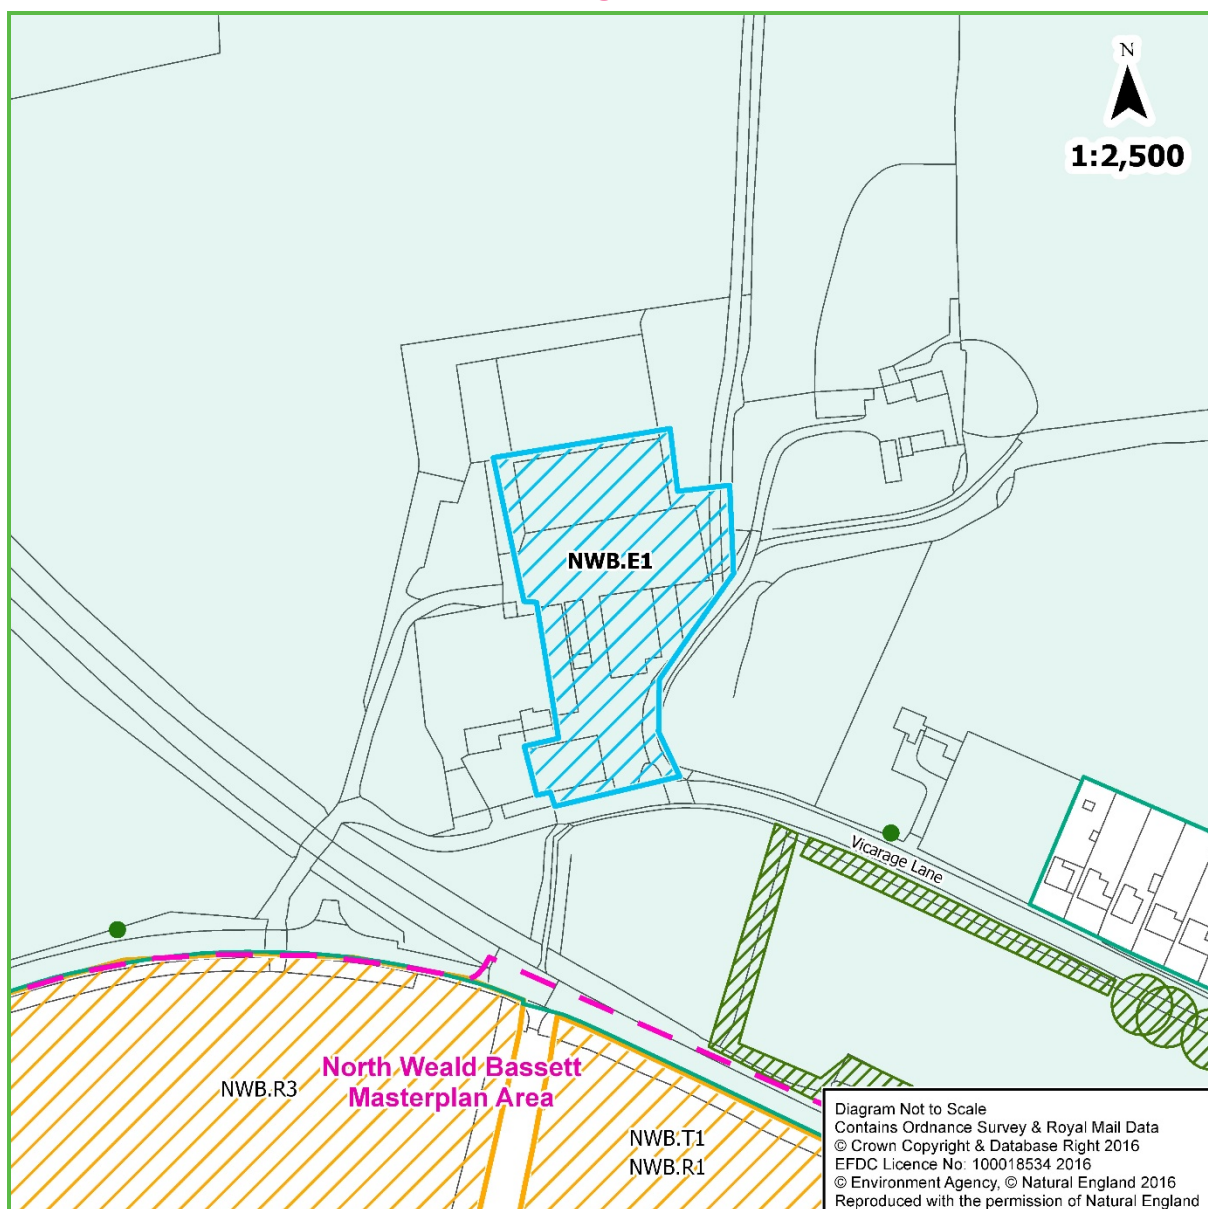 N
1:2,500
NWB.E1
Vicarage Lane
North Weald Bassett
Masterplan Area
NWB.R3
NWB.T1
NWB.R1
Diagram Not to Scale
Contains Ordnance Survey & Royal Mail Data
© Crown Copyright & Database Right 2016
EFDC Licence No: 100018534 2016
© Environment Agency, © Natural England 2016
Reproduced with the permission of Natural England